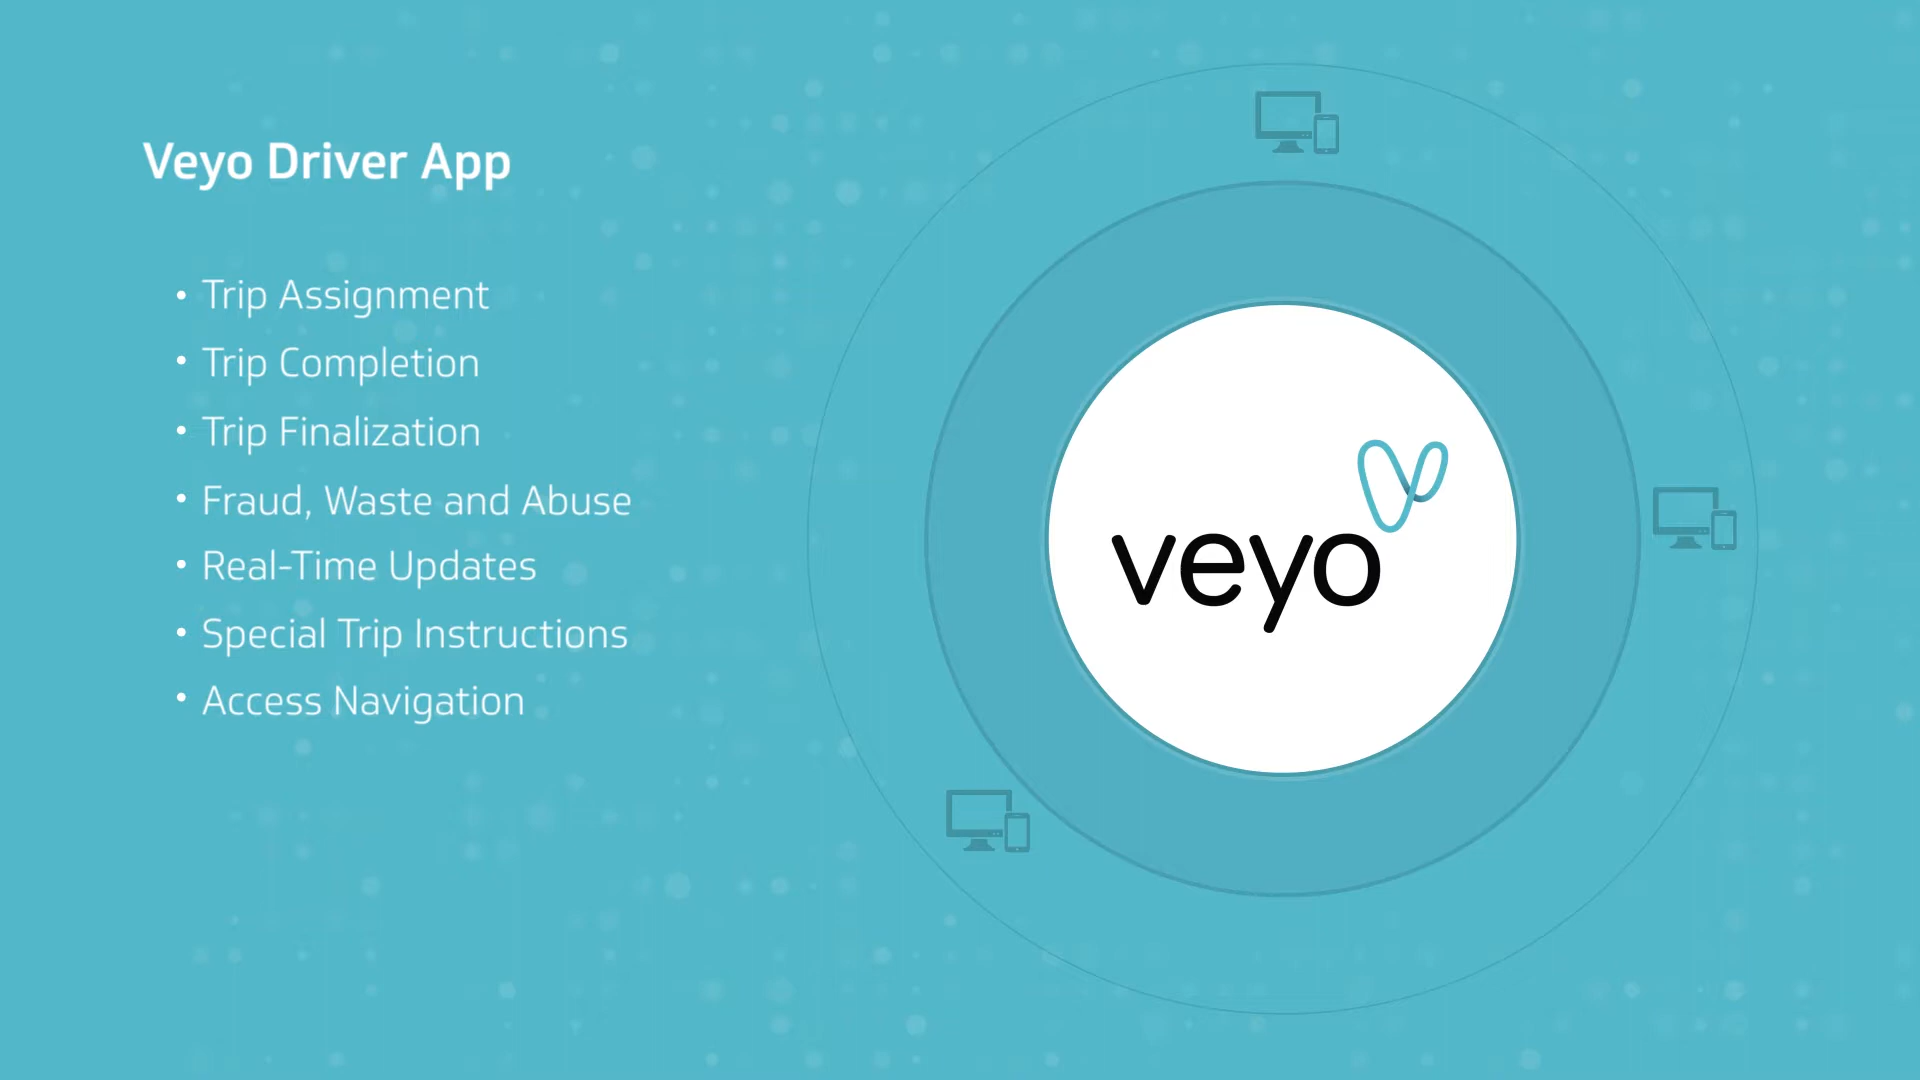 Veyo Driver App
• Trip Assignment
• Trip Completion
• Trip Finalization
• Fraud, Waste and Abuse
• Real-Time Updates
• Special Trip Instructions
• Access Navigation
veyo